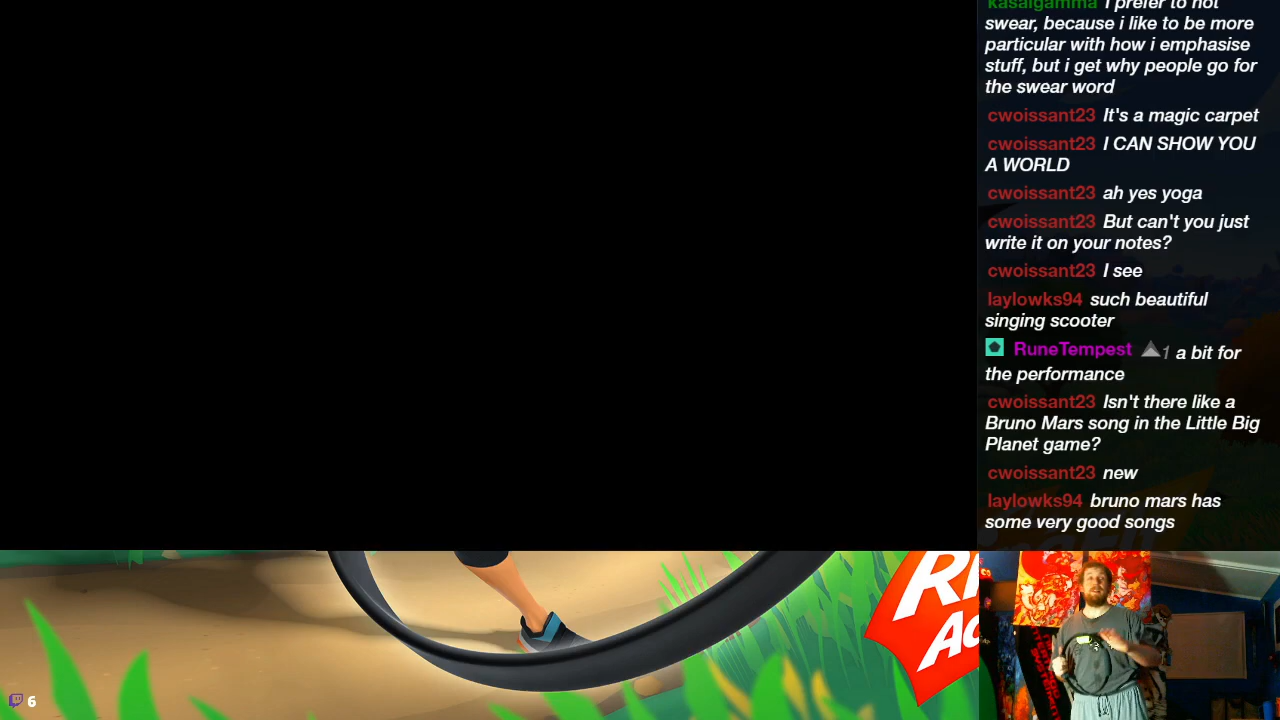 kasaigamma I prefer to not
swear, because i like to be more
particular with how i emphasise
stuff, but i get why people go for
the swear word
cwoissant23 It's a magic carpet
cwoissant23 I CAN SHOW YOU
A WORLD
cwoissant23 ah yes yoga
cwoissant23 But can't you just
write it on your notes?
cwoissant23 I see
laylowks94 such beautiful
singing scooter
RuneTempest 1 a bit for
the performance
cwoissant23 Isn't there like a
Bruno Mars song in the Little Big
Planet game?
cwoissant23 new
laylowks94 bruno mars has
some very good songs
6